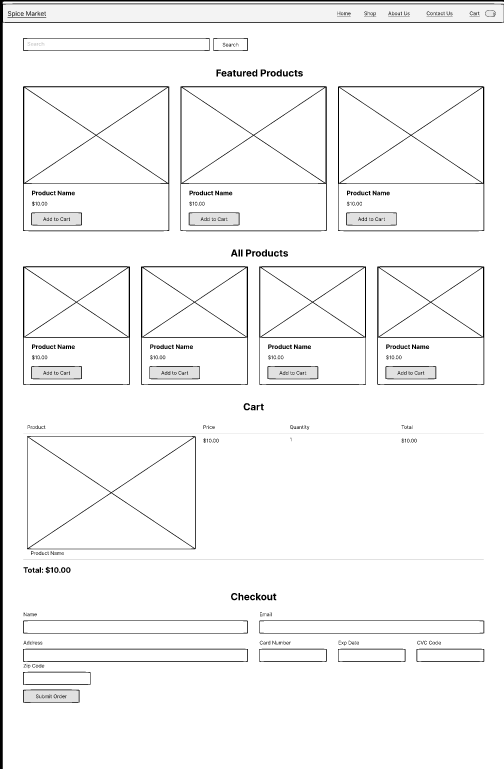 Spice Market Home Shop About Us Contact Us Cart
Search Search
Featured Products
Product Name Product Name Product Name
$10.00 $10.00 $10.00
Add to Cart Add to Cart Add to Cart
All Products
Product Name Product Name Product Name Product Name
$10.00 $10.00 $10.00 $10.00
Add to Cart Add to Cart Add to Cart Add to Cart
Cart
Product Price Quantity Total
$10.00 1 $10.00
Product Name
Total: $10.00
Checkout
Name Email
Address Card Number Exp Date CVC Code
Zip Code
Submit Order